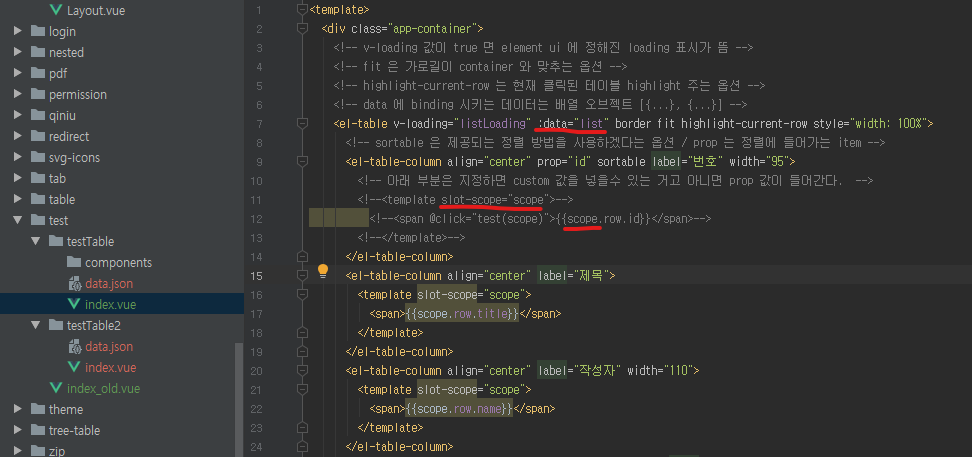 Layout.vue
login
nested
pdf
permission
qiniu
redirect
svg-icons
tab
table
test
testTable
components
data.json
index.vue
testTable2
data.json
index.vue
index_old.vue
theme
tree-table
zip
1 <template>
2 <div class="app-container">
3 <!-- v-loading 값이 true 면 element ui 에 정해진 loading 표시가 뜸 -->
4 <!-- fit 은 가로길이 container 와 맞추는 옵션 -->
5 <!-- highlight-current-row 는 현재 클릭된 테이블 highlight 주는 옵션 -->
6 <!-- data 에 binding 시키는 데이터는 배열 오브젝트 [{...}, {...}] -->
7 <el-table v-loading="listLoading" :data="list" border fit highlight-current-row style="width: 100%">
8 <!-- sortable 은 제공되는 정렬 방법을 사용하겠다는 옵션 / prop 는 정렬에 들어가는 item -->
9 <el-table-column align="center" prop="id" sortable label="번호" width="95">
10 <!-- 아래 부분은 지정하면 custom 값을 넣을수 있는 거고 아니면 prop 값이 들어간다. -->
11 <!--<template slot-scope="scope">-->
12 <!--<span @click="test(scope)">{{scope.row.id}}</span>-->
13 <!--</template>-->
14 </el-table-column>
15 <el-table-column align="center" label="제목">
16 <template slot-scope="scope">
17 <span>{{scope.row.title}}</span>
18 </template>
19 </el-table-column>
20 <el-table-column align="center" label="작성자" width="110">
21 <template slot-scope="scope">
22 <span>{{scope.row.name}}</span>
23 </template>
24 </el-table-column>